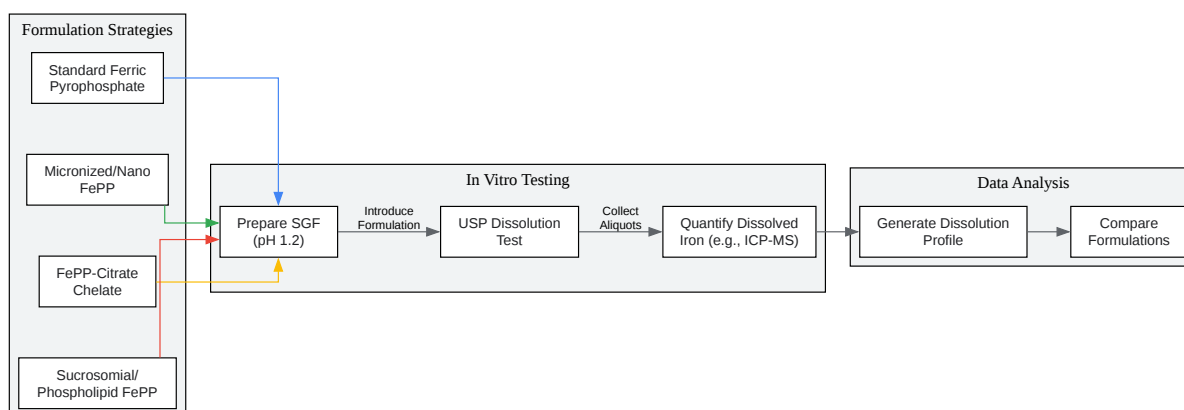 Formulation Strategies
Standard Ferric
Pyrophosphate
Micronized/Nano
FePP
FePP-Citrate
Chelate
Sucrosomial/
Phospholipid FePP
In Vitro Testing
Prepare SGF
(pH 1.2)
Introduce
Formulation
USP Dissolution
Test
Collect
Aliquots
Quantify Dissolved
Iron (e.g., ICP-MS)
Data Analysis
Generate Dissolution
Profile
Compare
Formulations